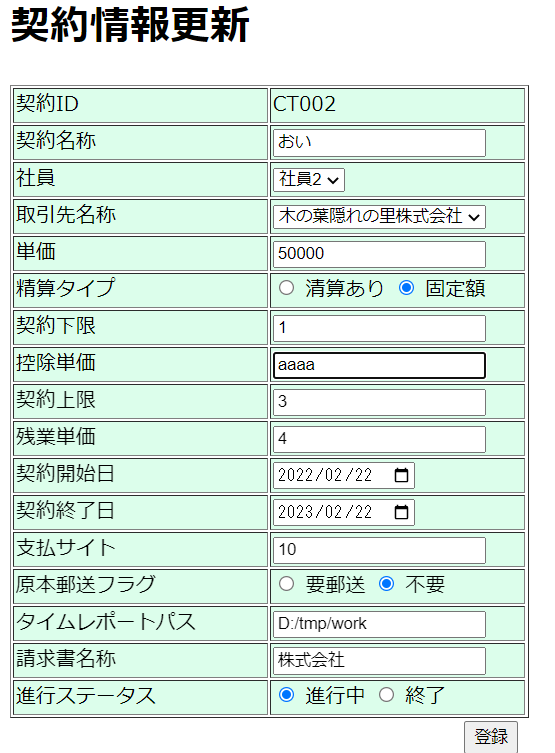 契約情報更新
契約ID CT002
契約名称 おい
社員 社員2
取引先名称 木の葉隠れの里株式会社
単価 50000
精算タイプ 清算あり 固定額
契約下限 1
控除単価 aaaa
契約上限 3
残業単価 4
契約開始日 2022/02/22
契約終了日 2023/02/22
支払サイト 10
原本郵送フラグ 要郵送 不要
タイムレポートパス D:/tmp/work
請求書名称 株式会社
進行ステータス 進行中 終了
登録